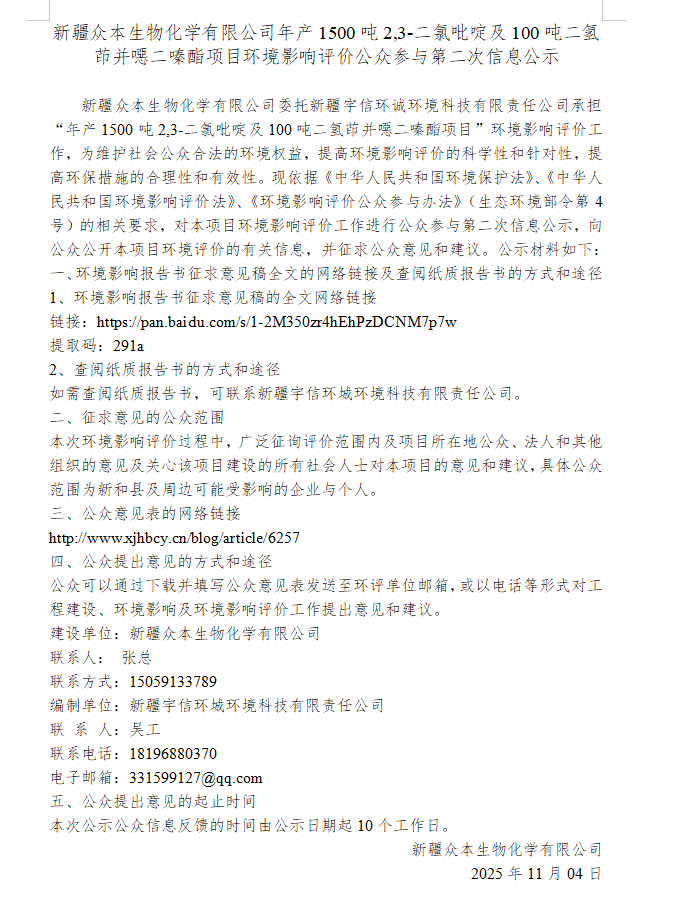 新疆众本生物化学有限公司年产 1500 吨 2,3-二氯吡啶及 100 吨二氢
茚并噁二嗪酯项目环境影响评价公众参与第二次信息公示
新疆众本生物化学有限公司委托新疆宇信环诚环境科技有限责任公司承担
“年产 1500 吨 2,3-二氯吡啶及 100 吨二氢茚并噁二嗪酯项目”环境影响评价工
作，为维护社会公众合法的环境权益，提高环境影响评价的科学性和针对性，提
高环保措施的合理性和有效性。现依据《中华人民共和国环境保护法》、《中华人
民共和国环境影响评价法》、《环境影响评价公众参与办法》（生态环境部令第 4
号）的相关要求，对本项目环境影响评价工作进行公众参与第二次信息公示，向
公众公开本项目环境评价的有关信息，并征求公众意见和建议。公示材料如下：
一、环境影响报告书征求意见稿全文的网络链接及查阅纸质报告书的方式和途径
1、环境影响报告书征求意见稿的全文网络链接
链接：https://pan.baidu.com/s/1-2M350zr4hEhPzDCNM7p7w
提取码：291a
2、查阅纸质报告书的方式和途径
如需查阅纸质报告书，可联系新疆宇信环城环境科技有限责任公司。
二、征求意见的公众范围
本次环境影响评价过程中，广泛征询评价范围内及项目所在地公众、法人和其他
组织的意见及关心该项目建设的所有社会人士对本项目的意见和建议，具体公众
范围为新和县及周边可能受影响的企业与个人。
三、公众意见表的网络链接
http://www.xjhbcy.cn/blog/article/6257
四、公众提出意见的方式和途径
公众可以通过下载并填写公众意见表发送至环评单位邮箱，或以电话等形式对工
程建设、环境影响及环境影响评价工作提出意见和建议。
建设单位：新疆众本生物化学有限公司
联系人： 张总
联系方式：15059133789
编制单位：新疆宇信环城环境科技有限责任公司
联 系 人：吴工
联系电话：18196880370
电子邮箱：331599127@qq.com
五、公众提出意见的起止时间
本次公示公众信息反馈的时间由公示日期起 10 个工作日。
新疆众本生物化学有限公司
2025 年 11 月 04 日